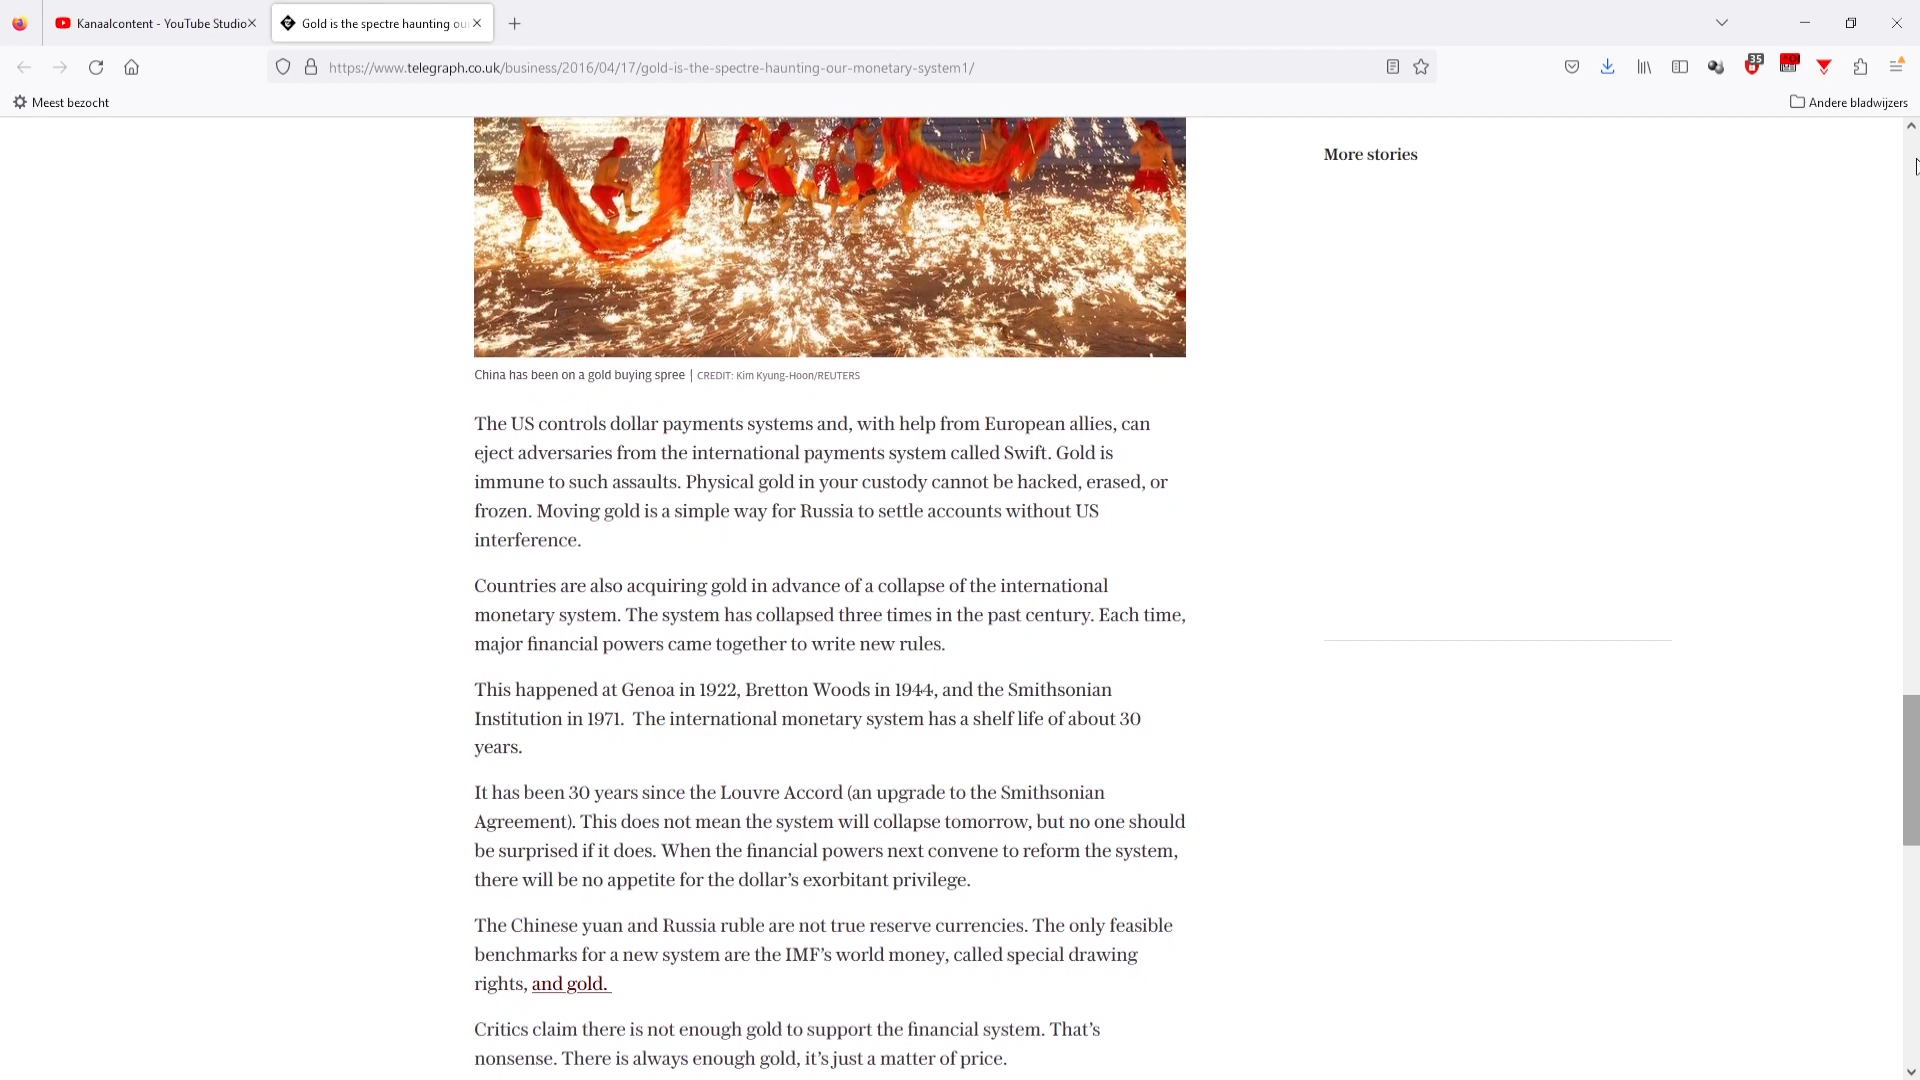 Kanaalcontent - YouTube Studio
Gold is the spectre haunting ou
https://www.telegraph.co.uk/business/2016/04/17/gold-is-the-spectre-haunting-our-monetary-system1/
35
Meest bezocht
Andere bladwijzers
More stories
China has been on a gold buying spree | CREDIT: Kim Kyung-Hoon/REUTERS
The US controls dollar payments systems and, with help from European allies, can
eject adversaries from the international payments system called Swift. Gold is
immune to such assaults. Physical gold in your custody cannot be hacked, erased, or
frozen. Moving gold is a simple way for Russia to settle accounts without US
interference.
Countries are also acquiring gold in advance of a collapse of the international
monetary system. The system has collapsed three times in the past century. Each time,
major financial powers came together to write new rules.
This happened at Genoa in 1922, Bretton Woods in 1944, and the Smithsonian
Institution in 1971.  The international monetary system has a shelf life of about 30
years.
It has been 30 years since the Louvre Accord (an upgrade to the Smithsonian
Agreement). This does not mean the system will collapse tomorrow, but no one should
be surprised if it does. When the financial powers next convene to reform the system,
there will be no appetite for the dollar’s exorbitant privilege.
The Chinese yuan and Russia ruble are not true reserve currencies. The only feasible
benchmarks for a new system are the IMF’s world money, called special drawing
rights, and gold.
Critics claim there is not enough gold to support the financial system. That’s
nonsense. There is always enough gold, it’s just a matter of price.